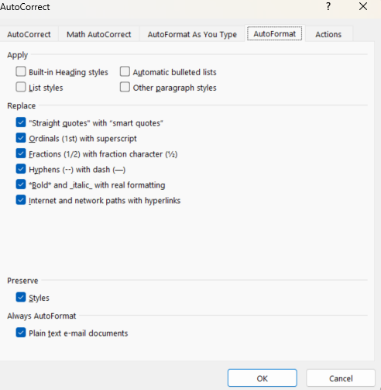 AutoCorrect ? ×
AutoCorrect Math AutoCorrect AutoFormat As You Type AutoFormat Actions
Apply
Built-in Heading styles Automatic bulleted lists
List styles Other paragraph styles
Replace
"Straight quotes" with “smart quotes”
Ordinals (1st) with superscript
Fractions (1/2) with fraction character (½)
Hyphens (--) with dash (—)
*Bold* and _italic_ with real formatting
Internet and network paths with hyperlinks
Preserve
Styles
Always AutoFormat
Plain text e-mail documents
OK Cancel